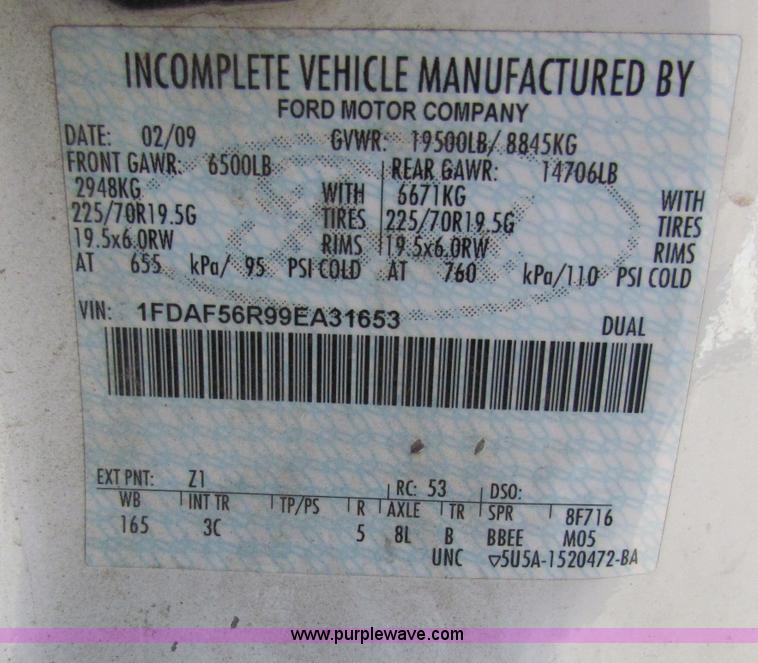 INCOMPLETE VEHICLE MANUFACTURED BY
FORD MOTOR COMPANY
DATE: 02/09 GVWR: 19500LB/ 8845KG
FRONT GAWR: 6500LB REAR GAWR: 14706LB
2948KG WITH 6671KG WITH
225/70R19.5G TIRES 225/70R19.5G TIRES
19.5x6.0RW RIMS 19.5x6.0RW RIMS
AT 655 kPa/ 95 PSI COLD AT 760 kPa/110 PSI COLD
VIN: 1FDAF56R99EA31653 DUAL
EXT PNT: Z1 RC: 53 DSO:
WB INT TR TP/PS R AXLE TR SPR 8F716
165 3C 5 8L B BBEE M05
UNC ▽5U5A-1520472-BA
www.purplewave.com